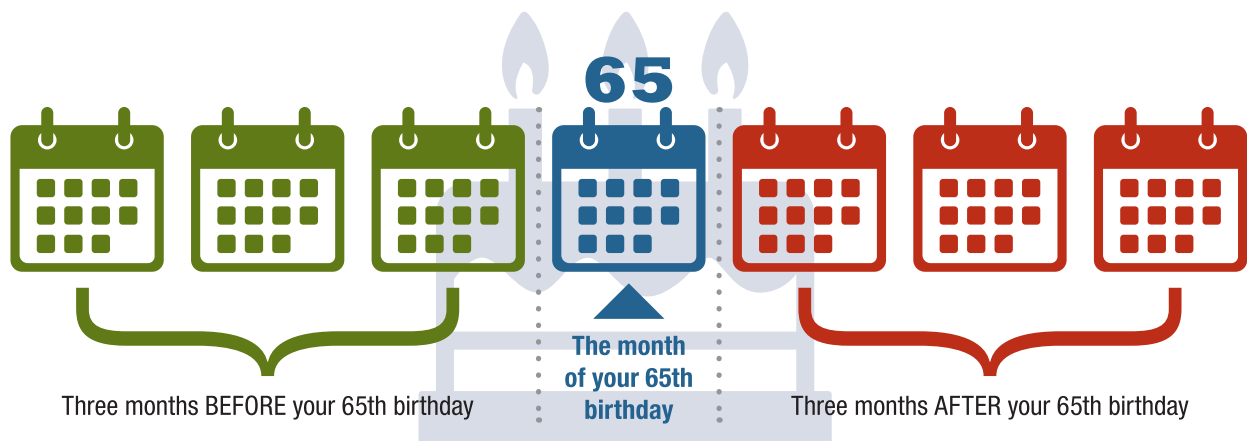 65
Three months BEFORE your 65th birthday
The month
of your 65th
birthday
Three months AFTER your 65th birthday